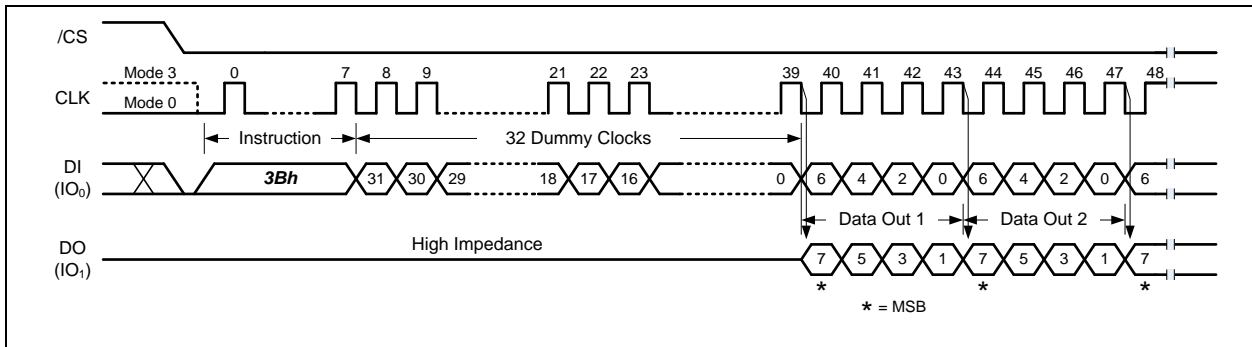 /CS
Mode 3 0 7 8 9 21 22 23 39 40 41 42 43 44 45 46 47 48
CLK Mode 0
Instruction 32 Dummy Clocks
DI (IO0) 3Bh 31 30 29 18 17 16 0 6 4 2 0 6 4 2 0 6
Data Out 1 Data Out 2
DO (IO1) High Impedance 7 5 3 1 7 5 3 1 7
* * *
* = MSB